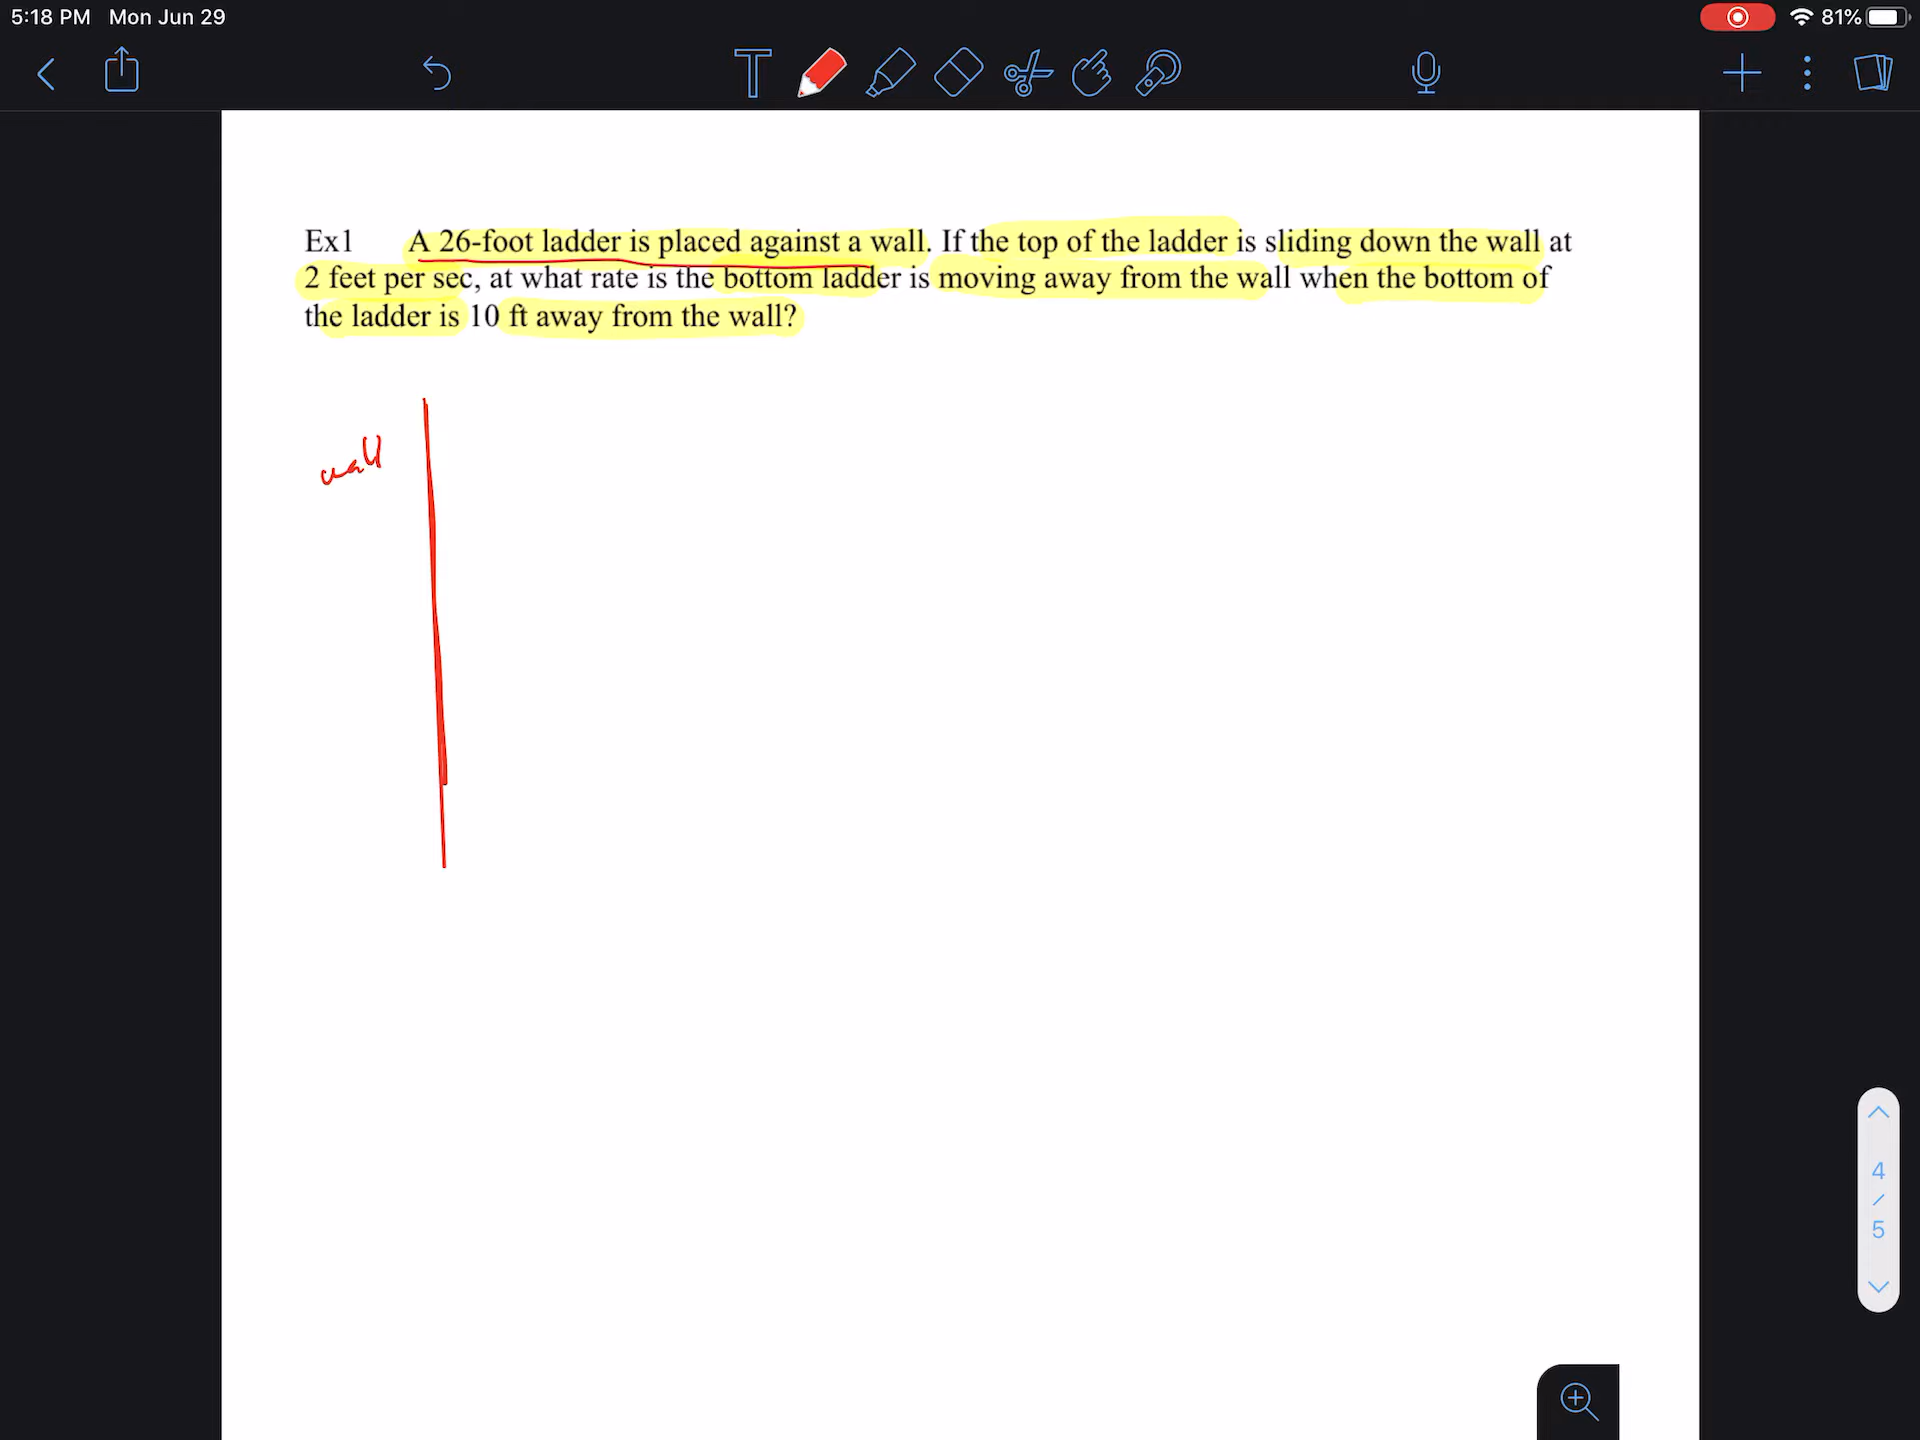 5:18 PM Mon Jun 29
81%
T
Ex1 A 26-foot ladder is placed against a wall. If the top of the ladder is sliding down the wall at
2 feet per sec, at what rate is the bottom ladder is moving away from the wall when the bottom of
the ladder is 10 ft away from the wall?
wall
4
/
5